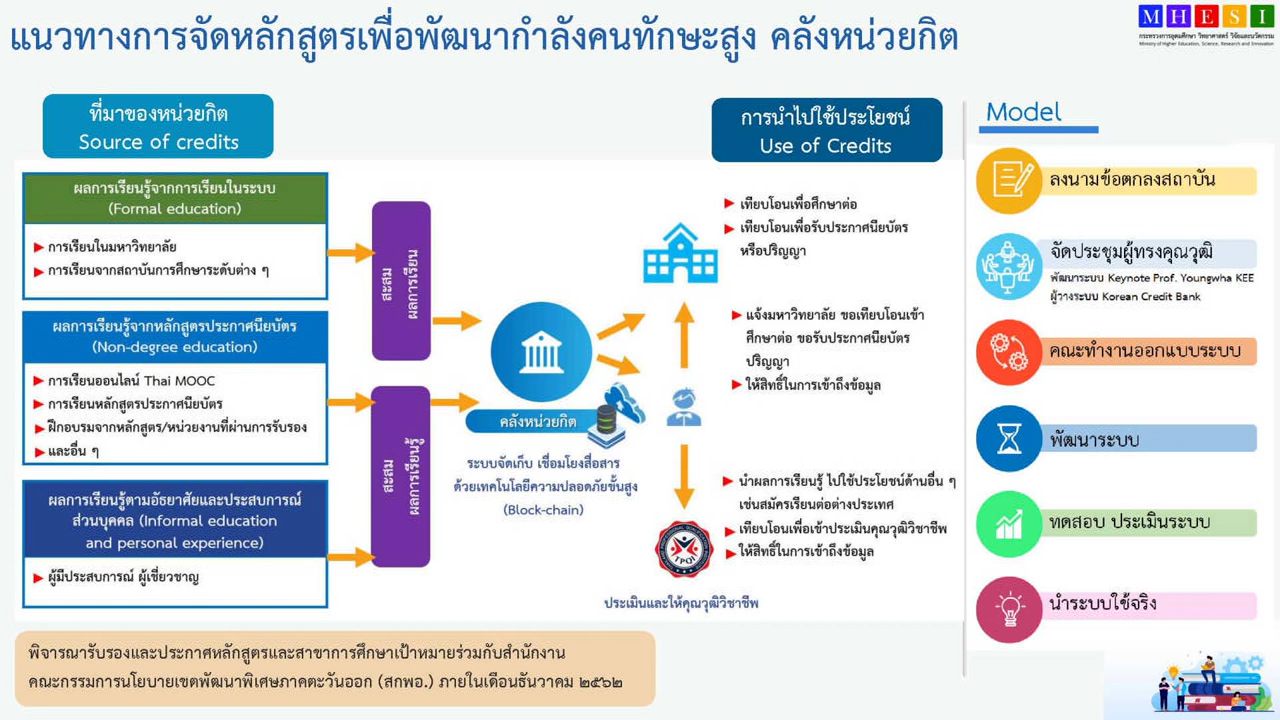 แนวทางการจัดหลักสูตรเพื่อพัฒนากำลังคนทักษะสูง คลังหน่วยกิต
MHESI
กระทรวงการอุดมศึกษา วิทยาศาสตร์ วิจัยและนวัตกรรม
Ministry of Higher Education, Science, Research and Innovation
ที่มาของหน่วยกิต
Source of credits
ผลการเรียนรู้จากการเรียนในระบบ
(Formal education)
การเรียนในมหาวิทยาลัย
การเรียนจากสถาบันการศึกษาระดับต่าง ๆ
ผลการเรียนรู้จากหลักสูตรประกาศนียบัตร
(Non-degree education)
การเรียนออนไลน์ Thai MOOC
การเรียนหลักสูตรประกาศนียบัตร
ฝึกอบรมจากหลักสูตร/หน่วยงานที่ผ่านการรับรอง
และอื่น ๆ
ผลการเรียนรู้ตามอัธยาศัยและประสบการณ์
ส่วนบุคคล (Informal education
and personal experience)
ผู้มีประสบการณ์ ผู้เชี่ยวชาญ
สะสม
ผลการเรียน
สะสม
ผลการเรียนรู้
คลังหน่วยกิต
ระบบจัดเก็บ เชื่อมโยงสื่อสาร
ด้วยเทคโนโลยีความปลอดภัยขั้นสูง
(Block-chain)
การนำไปใช้ประโยชน์
Use of Credits
เทียบโอนเพื่อศึกษาต่อ
เทียบโอนเพื่อรับประกาศนียบัตร
หรือปริญญา
แจ้งมหาวิทยาลัย ขอเทียบโอนเข้า
ศึกษาต่อ ขอรับประกาศนียบัตร
ปริญญา
ให้สิทธิ์ในการเข้าถึงข้อมูล
นำผลการเรียนรู้ ไปใช้ประโยชน์ด้านอื่น ๆ
เช่นสมัครเรียนต่อต่างประเทศ
เทียบโอนเพื่อเข้าประเมินคุณวุฒิวิชาชีพ
ให้สิทธิ์ในการเข้าถึงข้อมูล
TPQI
ประเมินและให้คุณวุฒิวิชาชีพ
Model
ลงนามข้อตกลงสถาบัน
จัดประชุมผู้ทรงคุณวุฒิ
พัฒนาระบบ Keynote Prof. Youngwha KEE
ผู้วางระบบ Korean Credit Bank
คณะทำงานออกแบบระบบ
พัฒนาระบบ
ทดสอบ ประเมินระบบ
นำระบบใช้จริง
พิจารณารับรองและประกาศหลักสูตรและสาขาการศึกษาเป้าหมายร่วมกับสำนักงาน
คณะกรรมการนโยบายเขตพัฒนาพิเศษภาคตะวันออก (สกพอ.) ภายในเดือนธันวาคม ๒๕๖๒